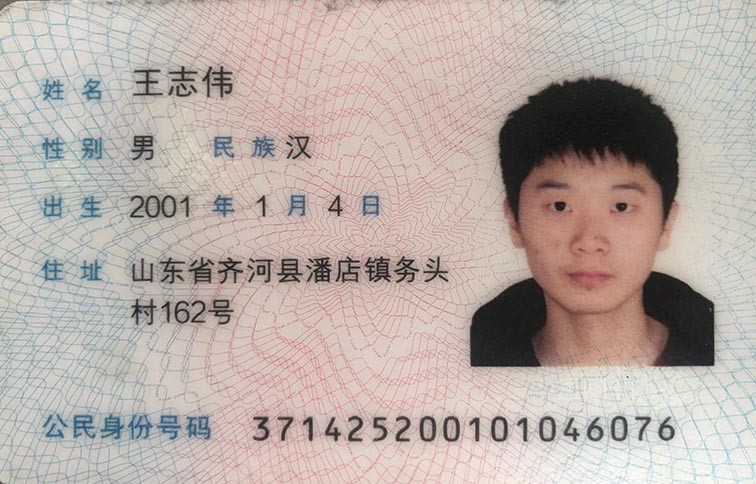 姓名 王志伟
性别 男 民族 汉
出生 2001 年 1 月 4 日
住址 山东省齐河县潘店镇务头
村162号
公民身份号码 371425200101046076